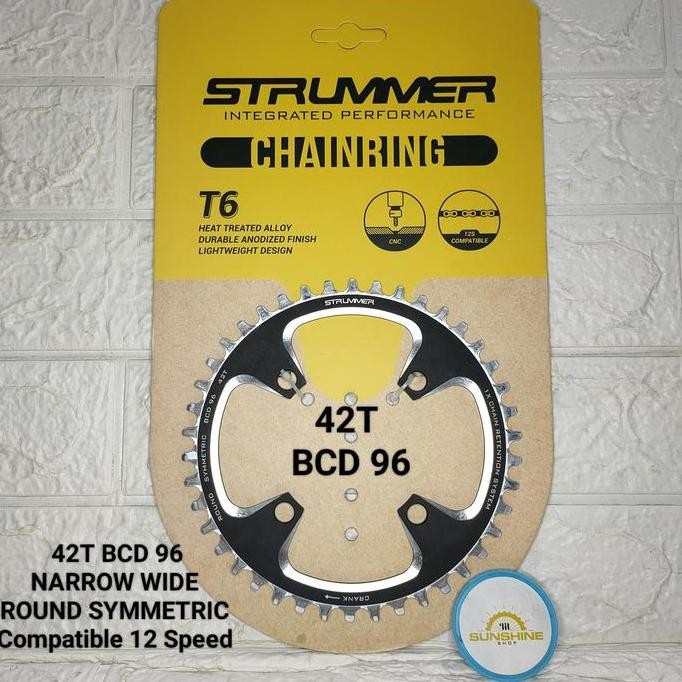 STRUMMER
INTEGRATED PERFORMANCE
CHAINRING
T6
HEAT TREATED ALLOY
DURABLE ANODIZED FINISH
LIGHTWEIGHT DESIGN
CNC
12S
COMPATIBLE
STRUMMER
ROUND SYMMETRIC BCD 96 42T
1X CHAIN RETENTION SYSTEM
CRANK
42T
BCD 96
42T BCD 96
NARROW WIDE
ROUND SYMMETRIC
Compatible 12 Speed
SUNSHINE
SHOP